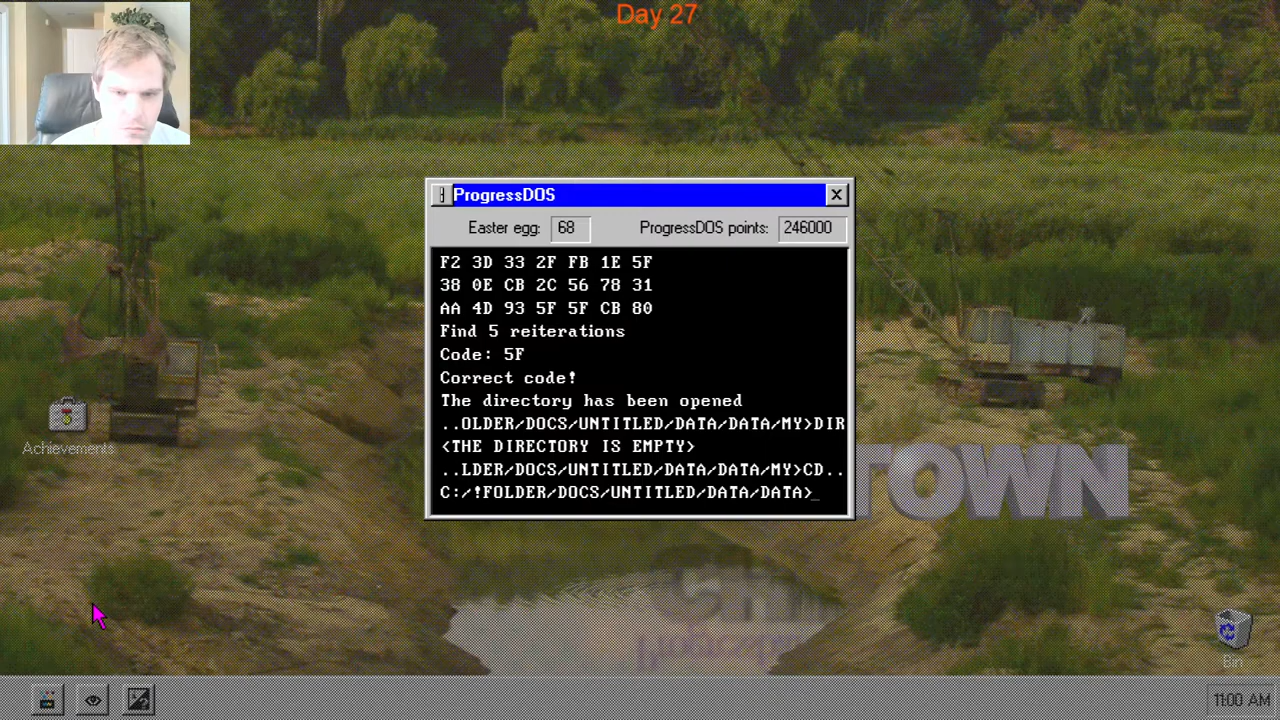 Day 27
ProgressDOS
Easter egg: 68 ProgressDOS points: 246000
F2 3D 33 2F FB 1E 5F
38 0E CB 2C 56 78 31
AA 4D 93 5F 5F CB 80
Find 5 reiterations
Code: 5F
Correct code!
The directory has been opened
..OLDER/DOCS/UNTITLED/DATA/DATA/MY>DIR
<THE DIRECTORY IS EMPTY>
..LDER/DOCS/UNTITLED/DATA/DATA/MY>CD..
C:/!FOLDER/DOCS/UNTITLED/DATA/DATA>_
Achievements
TOWN
Bin
11:00 AM